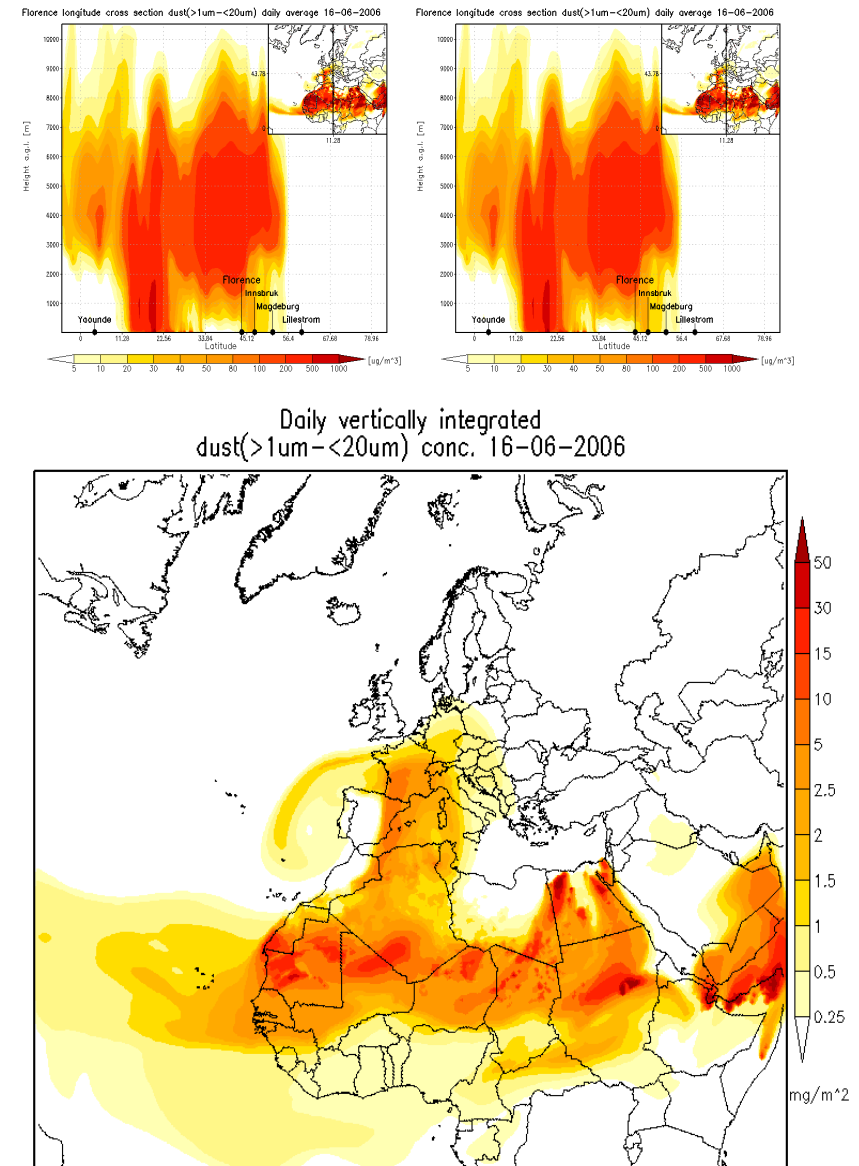 Florence longitude cross section dust(>1um-<20um) daily average 16-06-2006
10000
9000
8000
7000
6000
5000
4000
3000
2000
1000
Height a.g.l. [m]
43.78
0
11.28
Florence
Innsbruk
Magdeburg
Yaounde
Lillestrom
0 11.28 22.56 33.84 45.12 56.4 67.68 78.96
Latitude
5 10 20 30 40 50 80 100 200 500 1000
[ug/m^3]
Florence longitude cross section dust(>1um-<20um) daily average 16-06-2006
10000
9000
8000
7000
6000
5000
4000
3000
2000
1000
Height a.g.l. [m]
43.78
0
11.28
Florence
Innsbruk
Magdeburg
Yaounde
Lillestrom
0 11.28 22.56 33.84 45.12 56.4 67.68 78.96
Latitude
5 10 20 30 40 50 80 100 200 500 1000
[ug/m^3]
Daily vertically integrated
dust(>1um-<20um) conc. 16-06-2006
50
30
15
10
5
2.5
2
1.5
1
0.5
0.25
mg/m^2